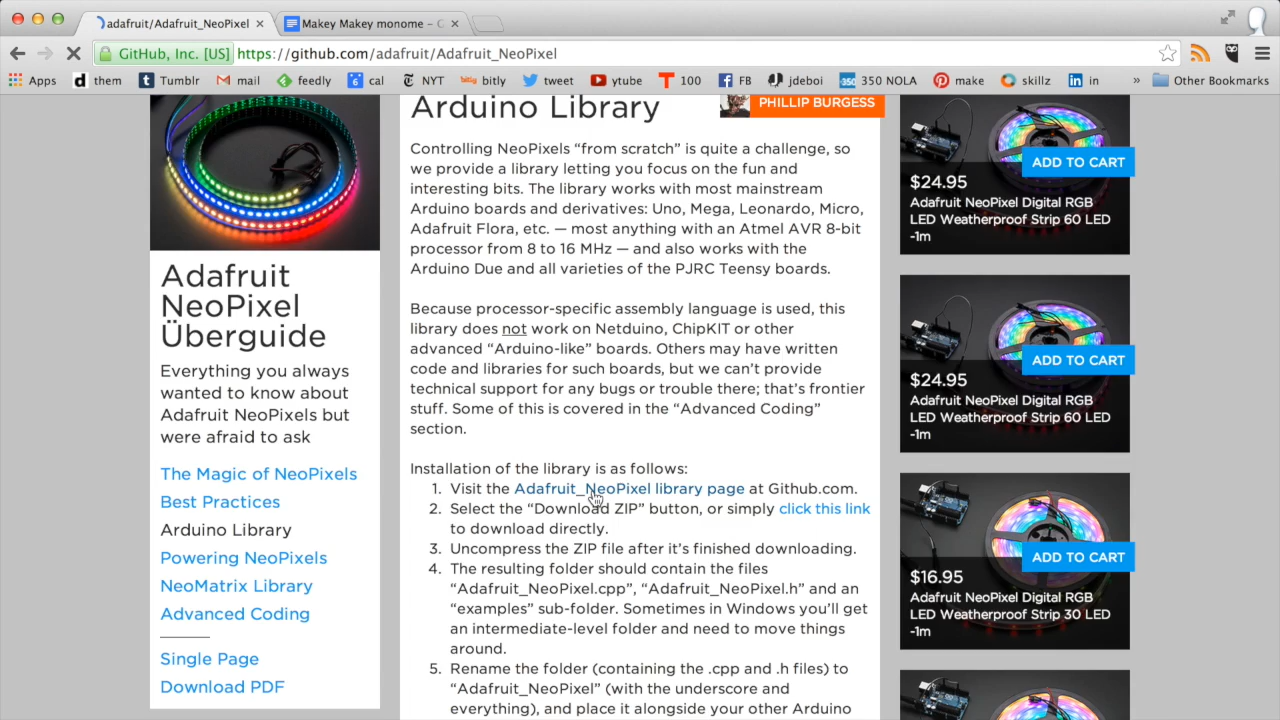 adafruit/Adafruit_NeoPixel ×
Makey Makey monome – C ×
GitHub, Inc. [US] https://github.com/adafruit/Adafruit_NeoPixel
Apps them Tumblr mail feedly cal NYT bitly tweet ytube 100 FB jdeboi 350 NOLA make skillz in » Other Bookmarks
Adafruit
NeoPixel
Überguide
Everything you always
wanted to know about
Adafruit NeoPixels but
were afraid to ask
The Magic of NeoPixels
Best Practices
Arduino Library
Powering NeoPixels
NeoMatrix Library
Advanced Coding
Single Page
Download PDF
Arduino Library
PHILLIP BURGESS
Controlling NeoPixels “from scratch” is quite a challenge, so
we provide a library letting you focus on the fun and
interesting bits. The library works with most mainstream
Arduino boards and derivatives: Uno, Mega, Leonardo, Micro,
Adafruit Flora, etc. — most anything with an Atmel AVR 8-bit
processor from 8 to 16 MHz — and also works with the
Arduino Due and all varieties of the PJRC Teensy boards.
Because processor-specific assembly language is used, this
library does not work on Netduino, ChipKIT or other
advanced “Arduino-like” boards. Others may have written
code and libraries for such boards, but we can’t provide
technical support for any bugs or trouble there; that’s frontier
stuff. Some of this is covered in the “Advanced Coding”
section.
Installation of the library is as follows:
1. Visit the Adafruit_NeoPixel library page at Github.com.
2. Select the “Download ZIP” button, or simply click this link
to download directly.
3. Uncompress the ZIP file after it’s finished downloading.
4. The resulting folder should contain the files
“Adafruit_NeoPixel.cpp”, “Adafruit_NeoPixel.h” and an
“examples” sub-folder. Sometimes in Windows you’ll get
an intermediate-level folder and need to move things
around.
5. Rename the folder (containing the .cpp and .h files) to
“Adafruit_NeoPixel” (with the underscore and
everything), and place it alongside your other Arduino
ADD TO CART
$24.95
Adafruit NeoPixel Digital RGB
LED Weatherproof Strip 60 LED
-1m
ADD TO CART
$24.95
Adafruit NeoPixel Digital RGB
LED Weatherproof Strip 60 LED
-1m
ADD TO CART
$16.95
Adafruit NeoPixel Digital RGB
LED Weatherproof Strip 30 LED
-1m